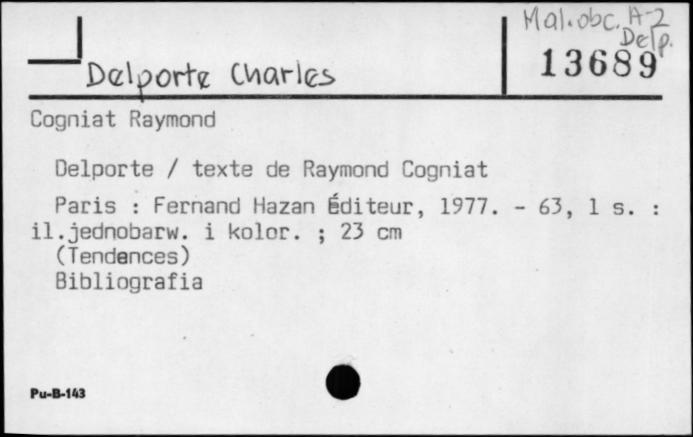 Mal. obc. A-2
Delp.
13689
Delporte Charles
Cogniat Raymond
Delporte / texte de Raymond Cogniat
Paris : Fernand Hazan Éditeur, 1977. - 63, 1 s. :
il.jednobarw. i kolor. ; 23 cm
(Tendances)
Bibliografia
Pu-B-143